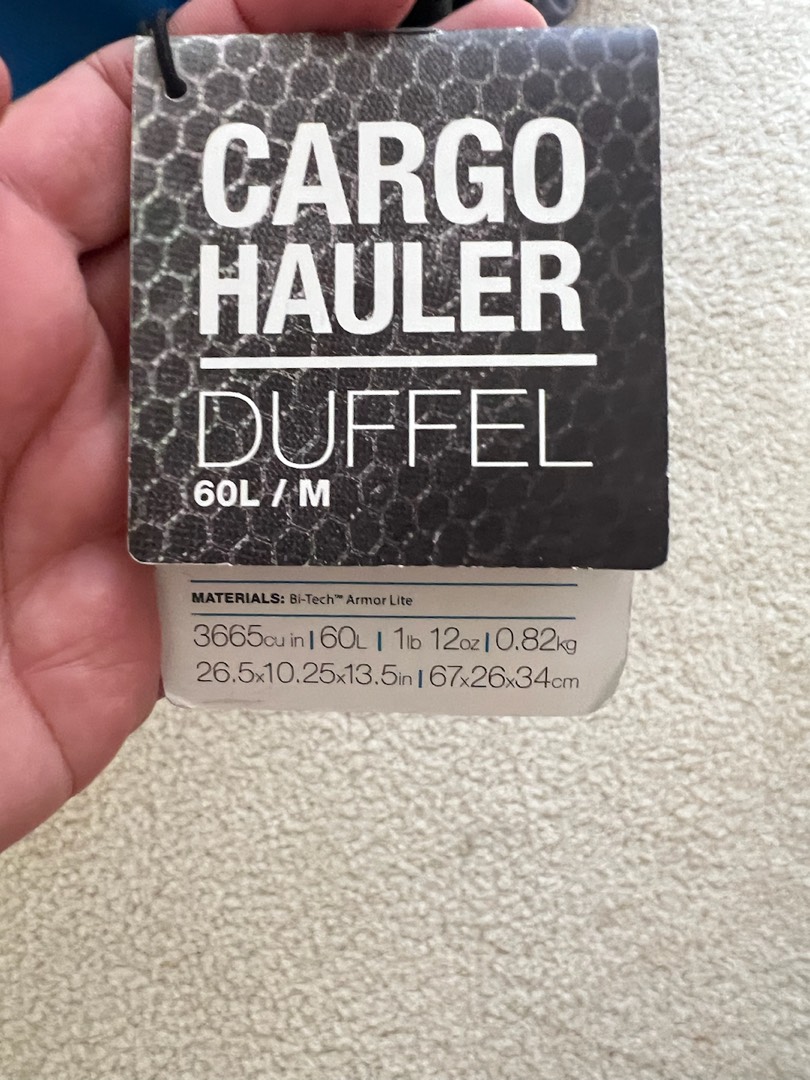 CARGO
HAULER
DUFFEL
60L / M
MATERIALS: Bi-Tech™ Armor Lite
3665cu in | 60L | 1lb 12oz | 0.82kg
26.5x10.25x13.5in | 67x26x34cm